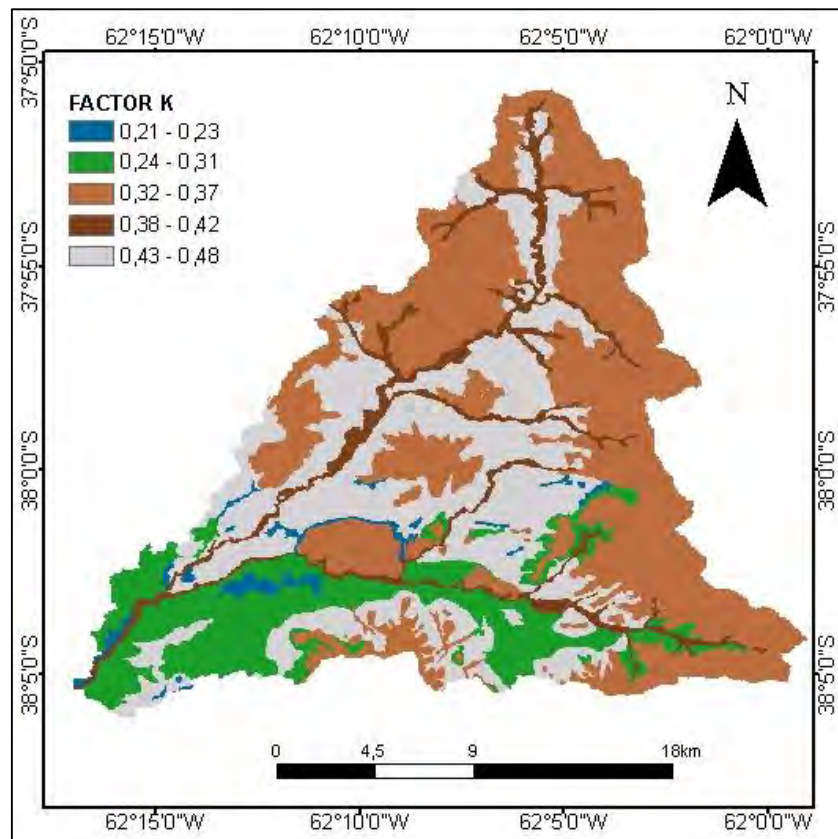 62°15'0"W 62°10'0"W 62°5'0"W 62°0'0"W
37°50'0"S 37°50'0"S
FACTOR K
0,21 - 0,23
0,24 - 0,31
0,32 - 0,37
0,38 - 0,42
0,43 - 0,48
N
37°55'0"S 37°55'0"S
38°0'0"S 38°0'0"S
38°5'0"S 38°5'0"S
0 4,5 9 18km
62°15'0"W 62°10'0"W 62°5'0"W 62°0'0"W